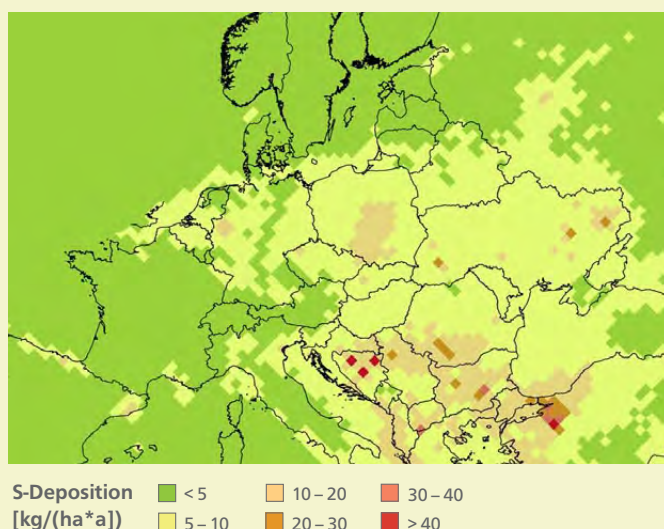 S-Deposition
[kg/(ha*a])
< 5
5 – 10
10 – 20
20 – 30
30 – 40
> 40